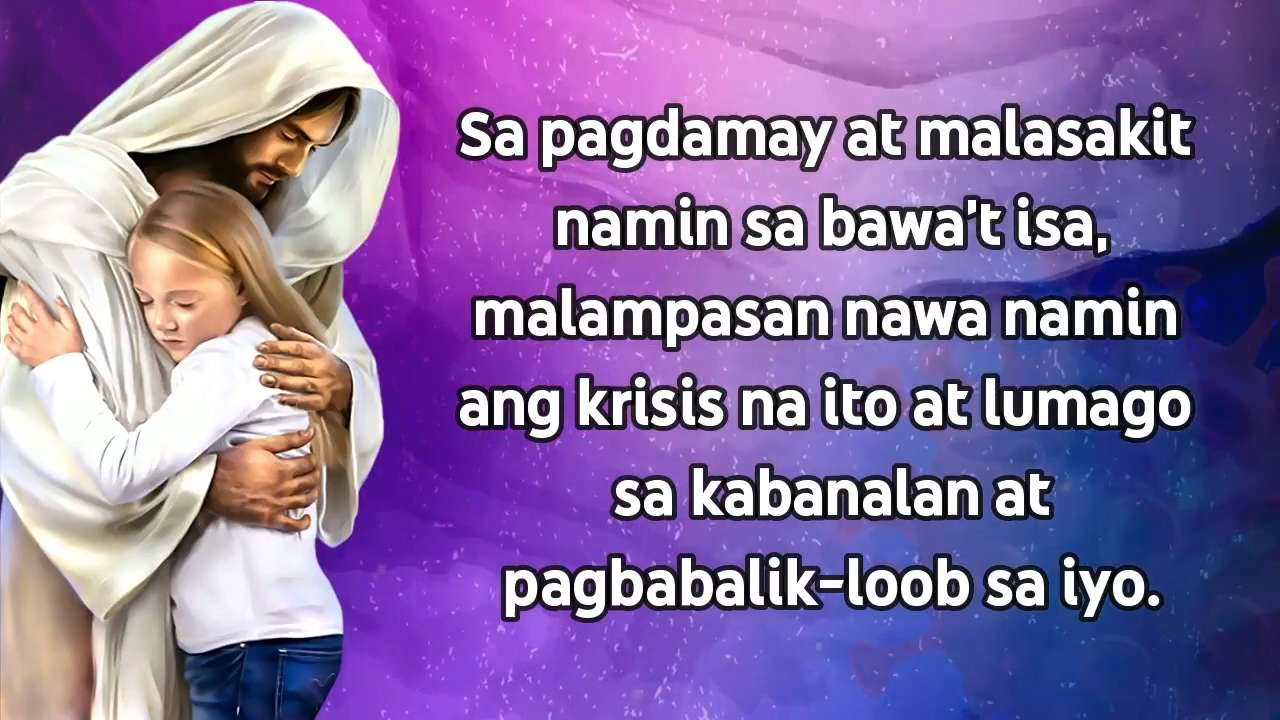 Sa pagdamay at malasakit
namin sa bawa't isa,
malampasan nawa namin
ang krisis na ito at lumago
sa kabanalan at
pagbabalik-loob sa iyo.